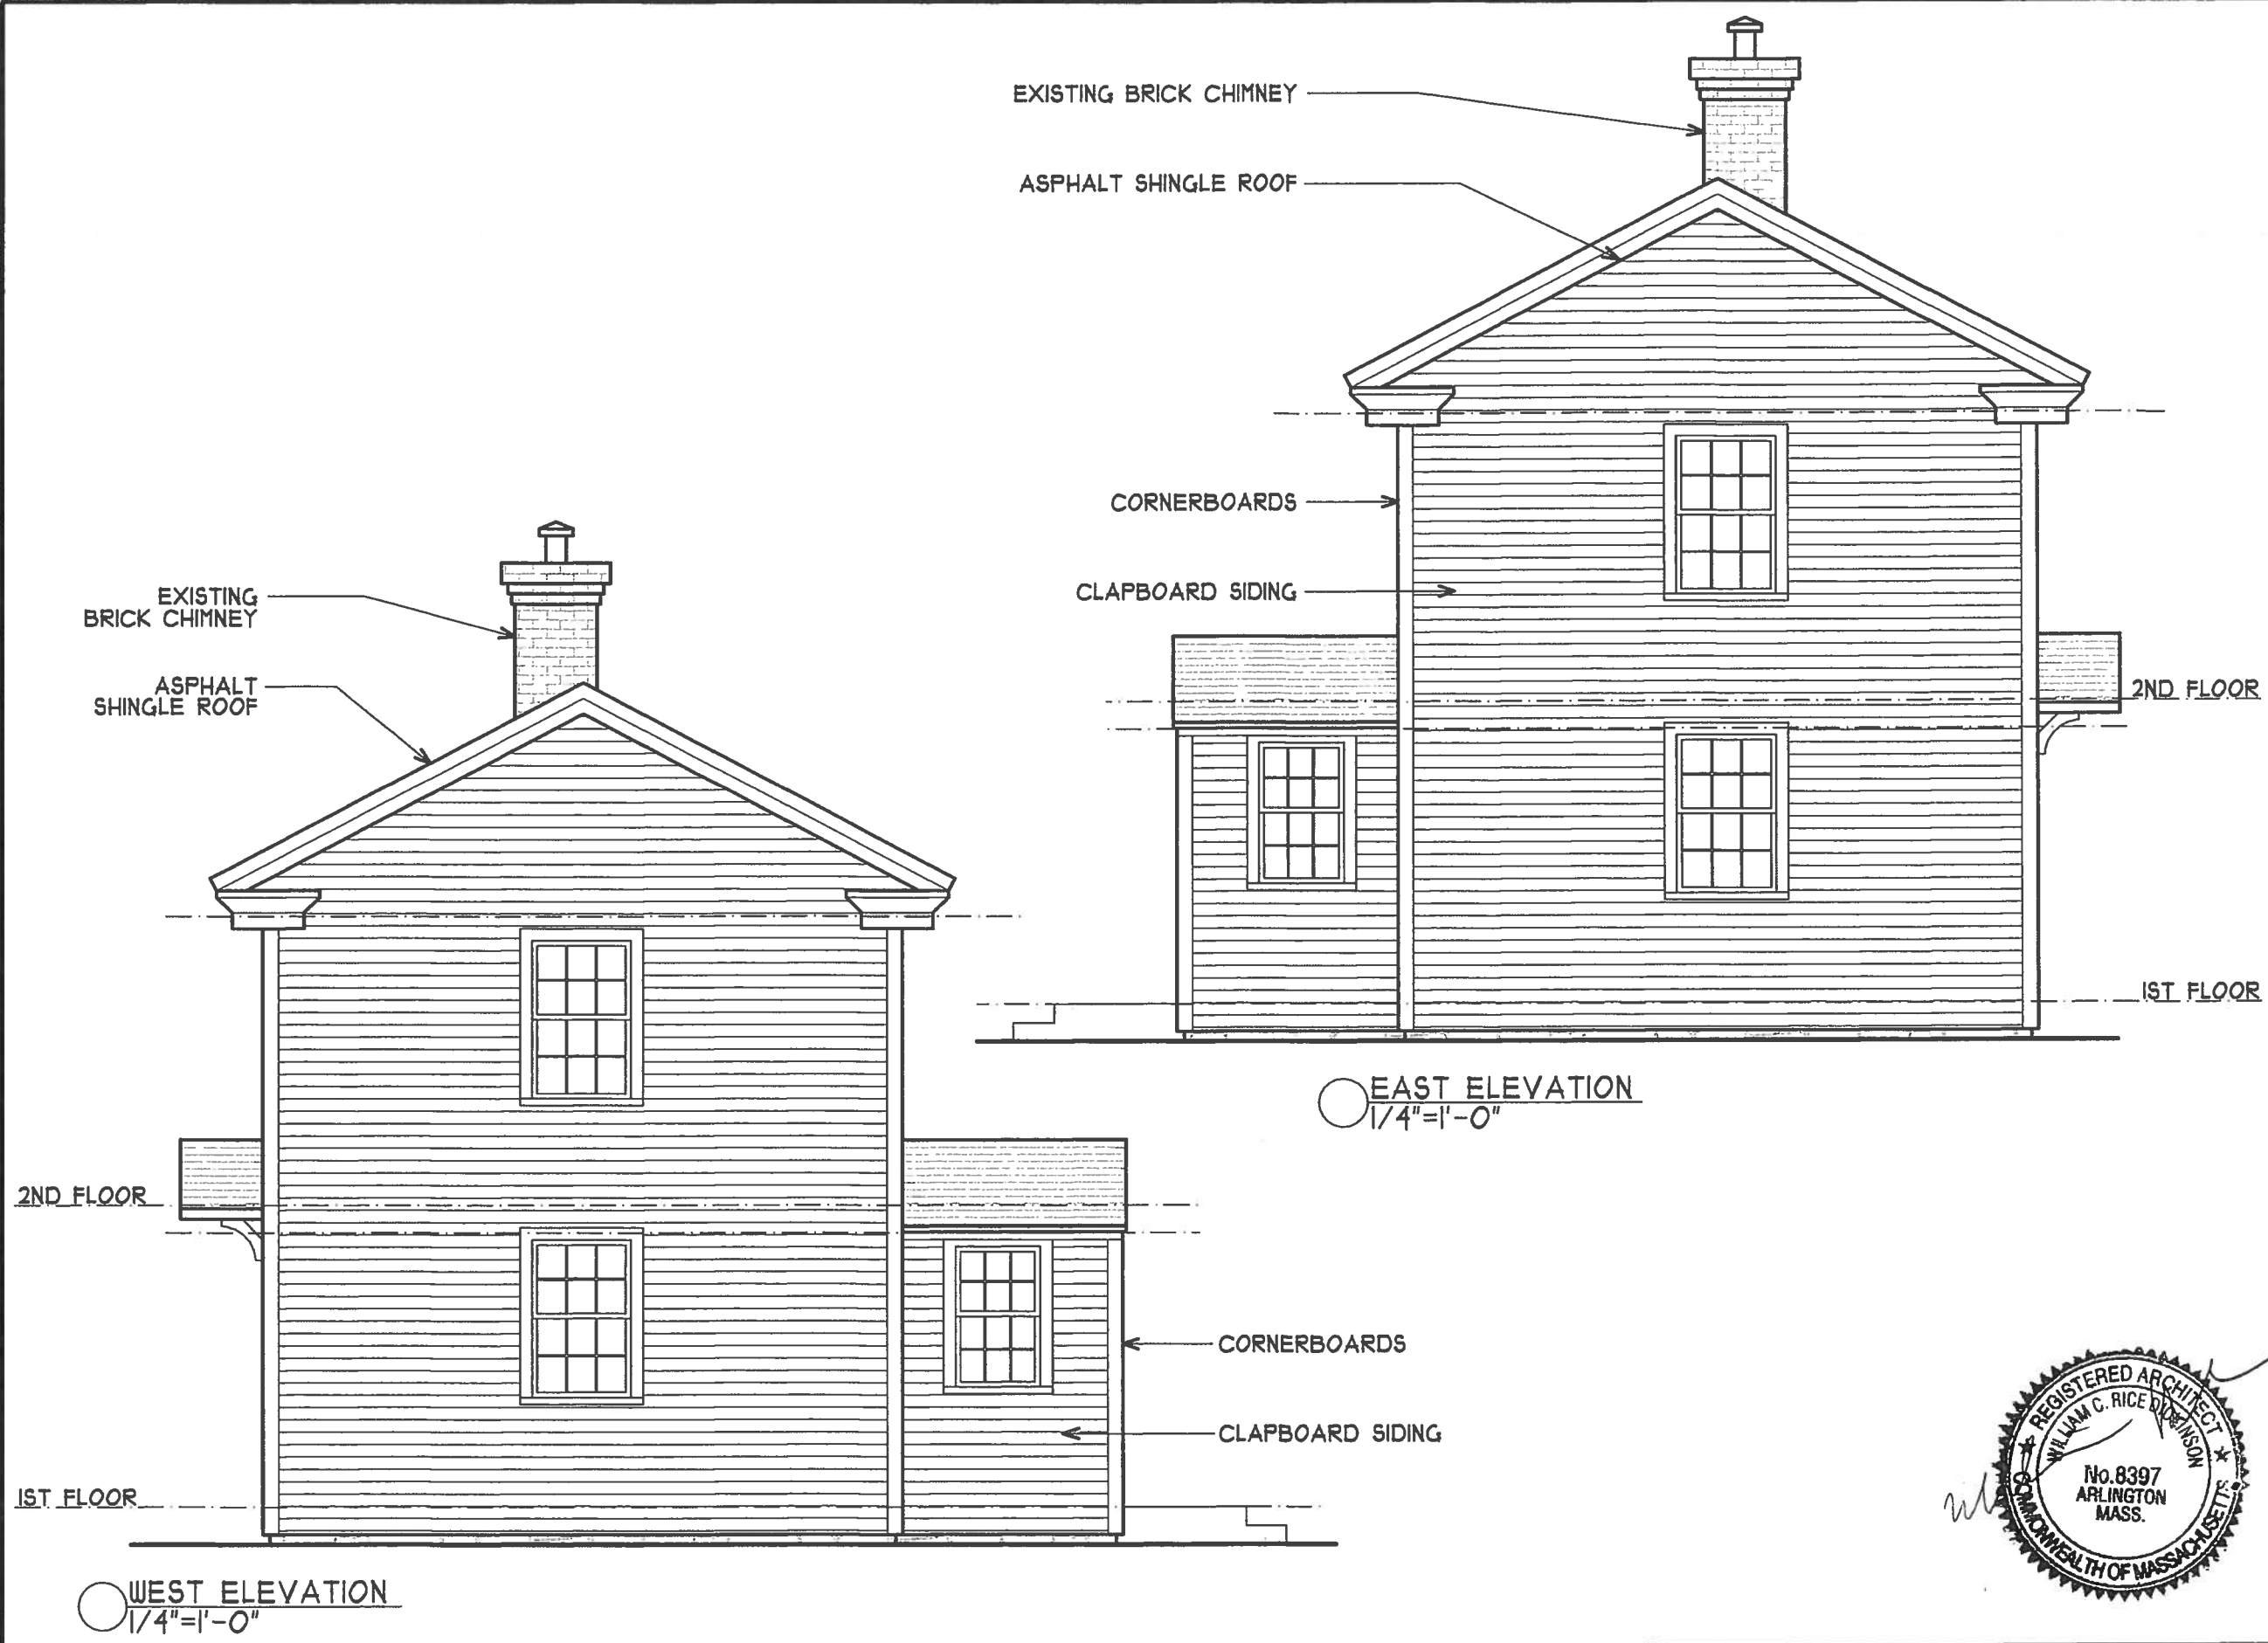 EXISTING BRICK CHIMNEY
ASPHALT SHINGLE ROOF
CORNERBOARDS
CLAPBOARD SIDING
2ND FLOOR
1ST FLOOR
EAST ELEVATION
1/4"=1'-0"
EXISTING
BRICK CHIMNEY
ASPHALT
SHINGLE ROOF
2ND FLOOR
CORNERBOARDS
CLAPBOARD SIDING
1ST FLOOR
WEST ELEVATION
1/4"=1'-0"
REGISTERED ARCHITECT
WILLIAM C. RICE DICKINSON
No.8397
ARLINGTON
MASS.
COMMONWEALTH OF MASSACHUSETTS